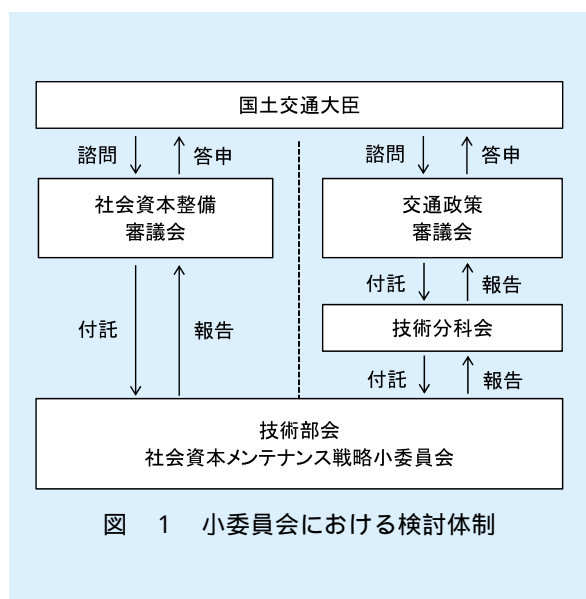 国土交通大臣
諮問 答申 諮問 答申
社会資本整備
審議会
交通政策
審議会
付託 報告
技術分科会
付託 報告
付託 報告
技術部会
社会資本メンテナンス戦略小委員会
図 1 小委員会における検討体制